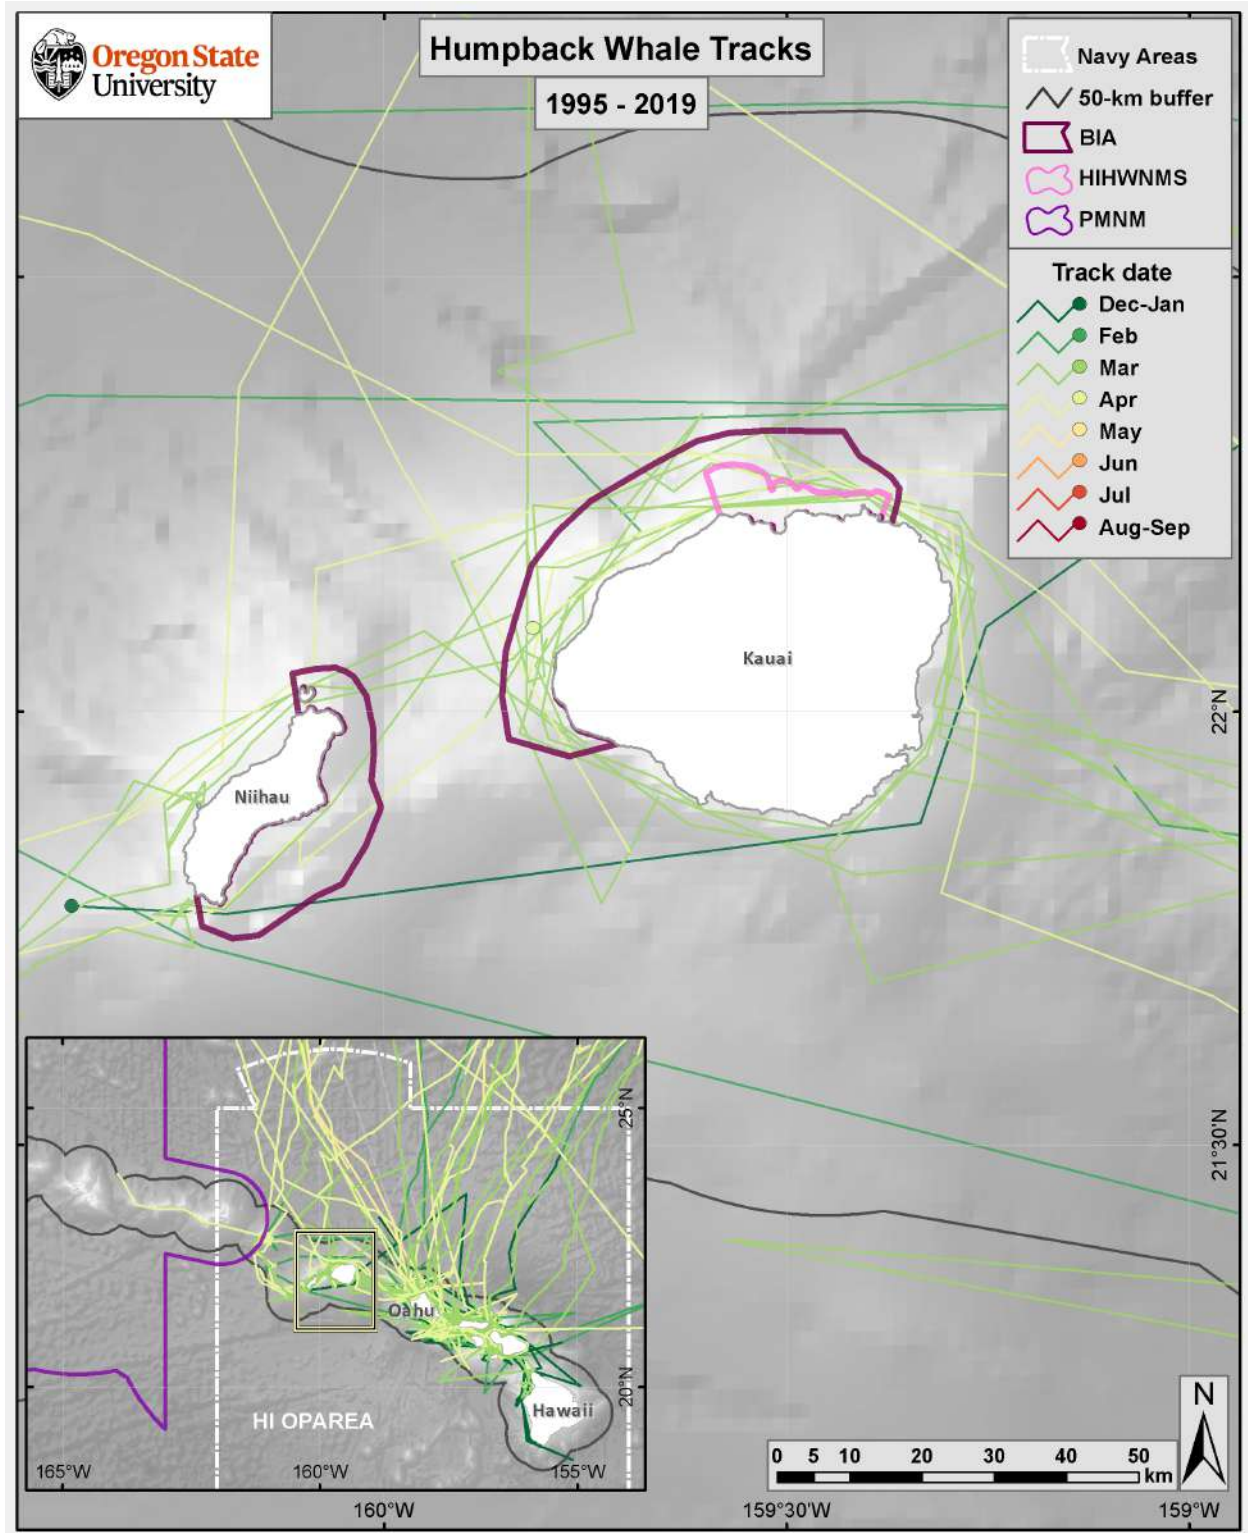 Oregon State
University
Humpback Whale Tracks
1995 - 2019
Navy Areas
50-km buffer
BIA
HIHWNMS
PMNM
Track date
Dec-Jan
Feb
Mar
Apr
May
Jun
Jul
Aug-Sep
Kauai
22°N
Niihau
25°N
21°30'N
Oahu
20°N
Hawaii
HI OPAREA
165°W
160°W
155°W
N
0 5 10 20 30 40 50
km
160°W
159°30'W
159°W